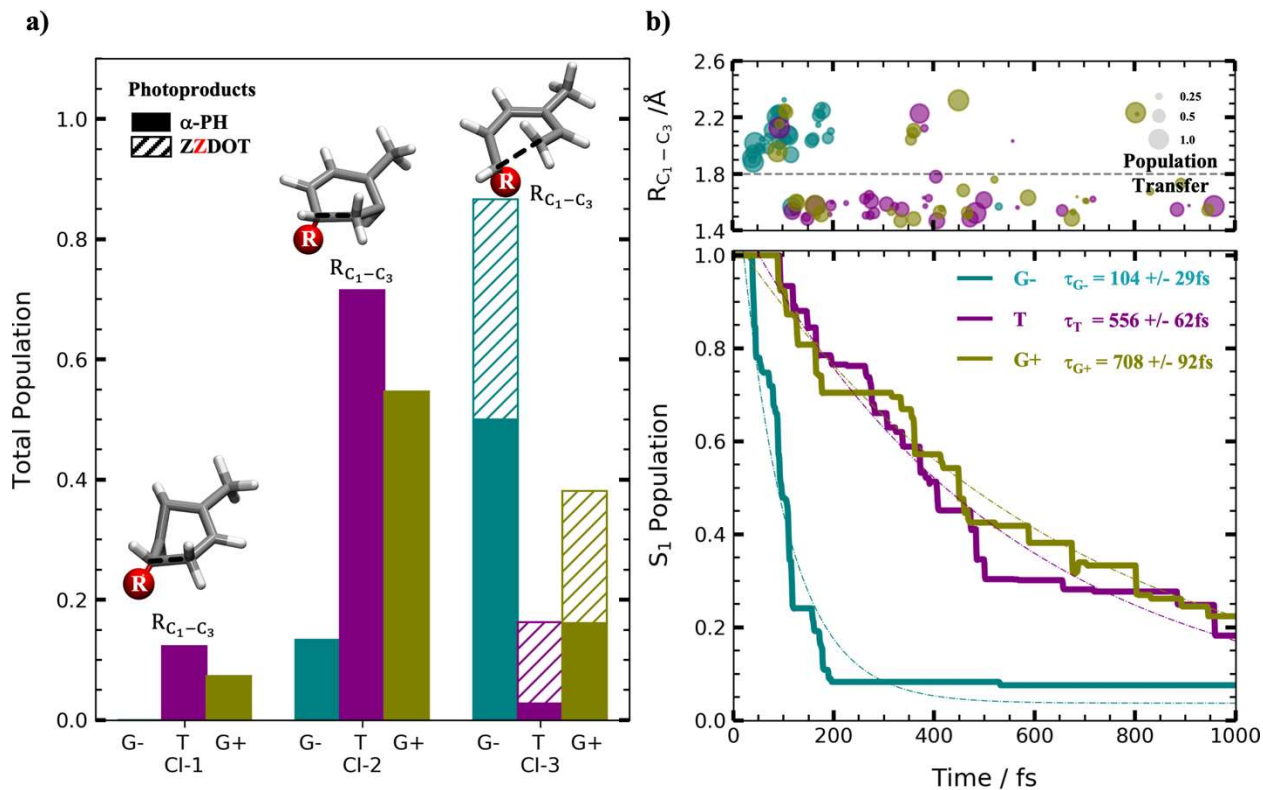 a)
Photoproducts
α-PH
ZZDOT
R
R C₁−C₃
R
R C₁−C₃
R
R C₁−C₃
Total Population
1.0
0.8
0.6
0.4
0.2
0.0
G- T G+ G- T G+ G- T G+
CI-1 CI-2 CI-3
b)
R C₁−C₃ /Å
2.6
2.2
1.8
1.4
0.25
0.5
1.0
Population
Transfer
S₁ Population
1.0
0.8
0.6
0.4
0.2
0.0
G- τG- = 104 +/- 29fs
T τT = 556 +/- 62fs
G+ τG+ = 708 +/- 92fs
0 200 400 600 800 1000
Time / fs